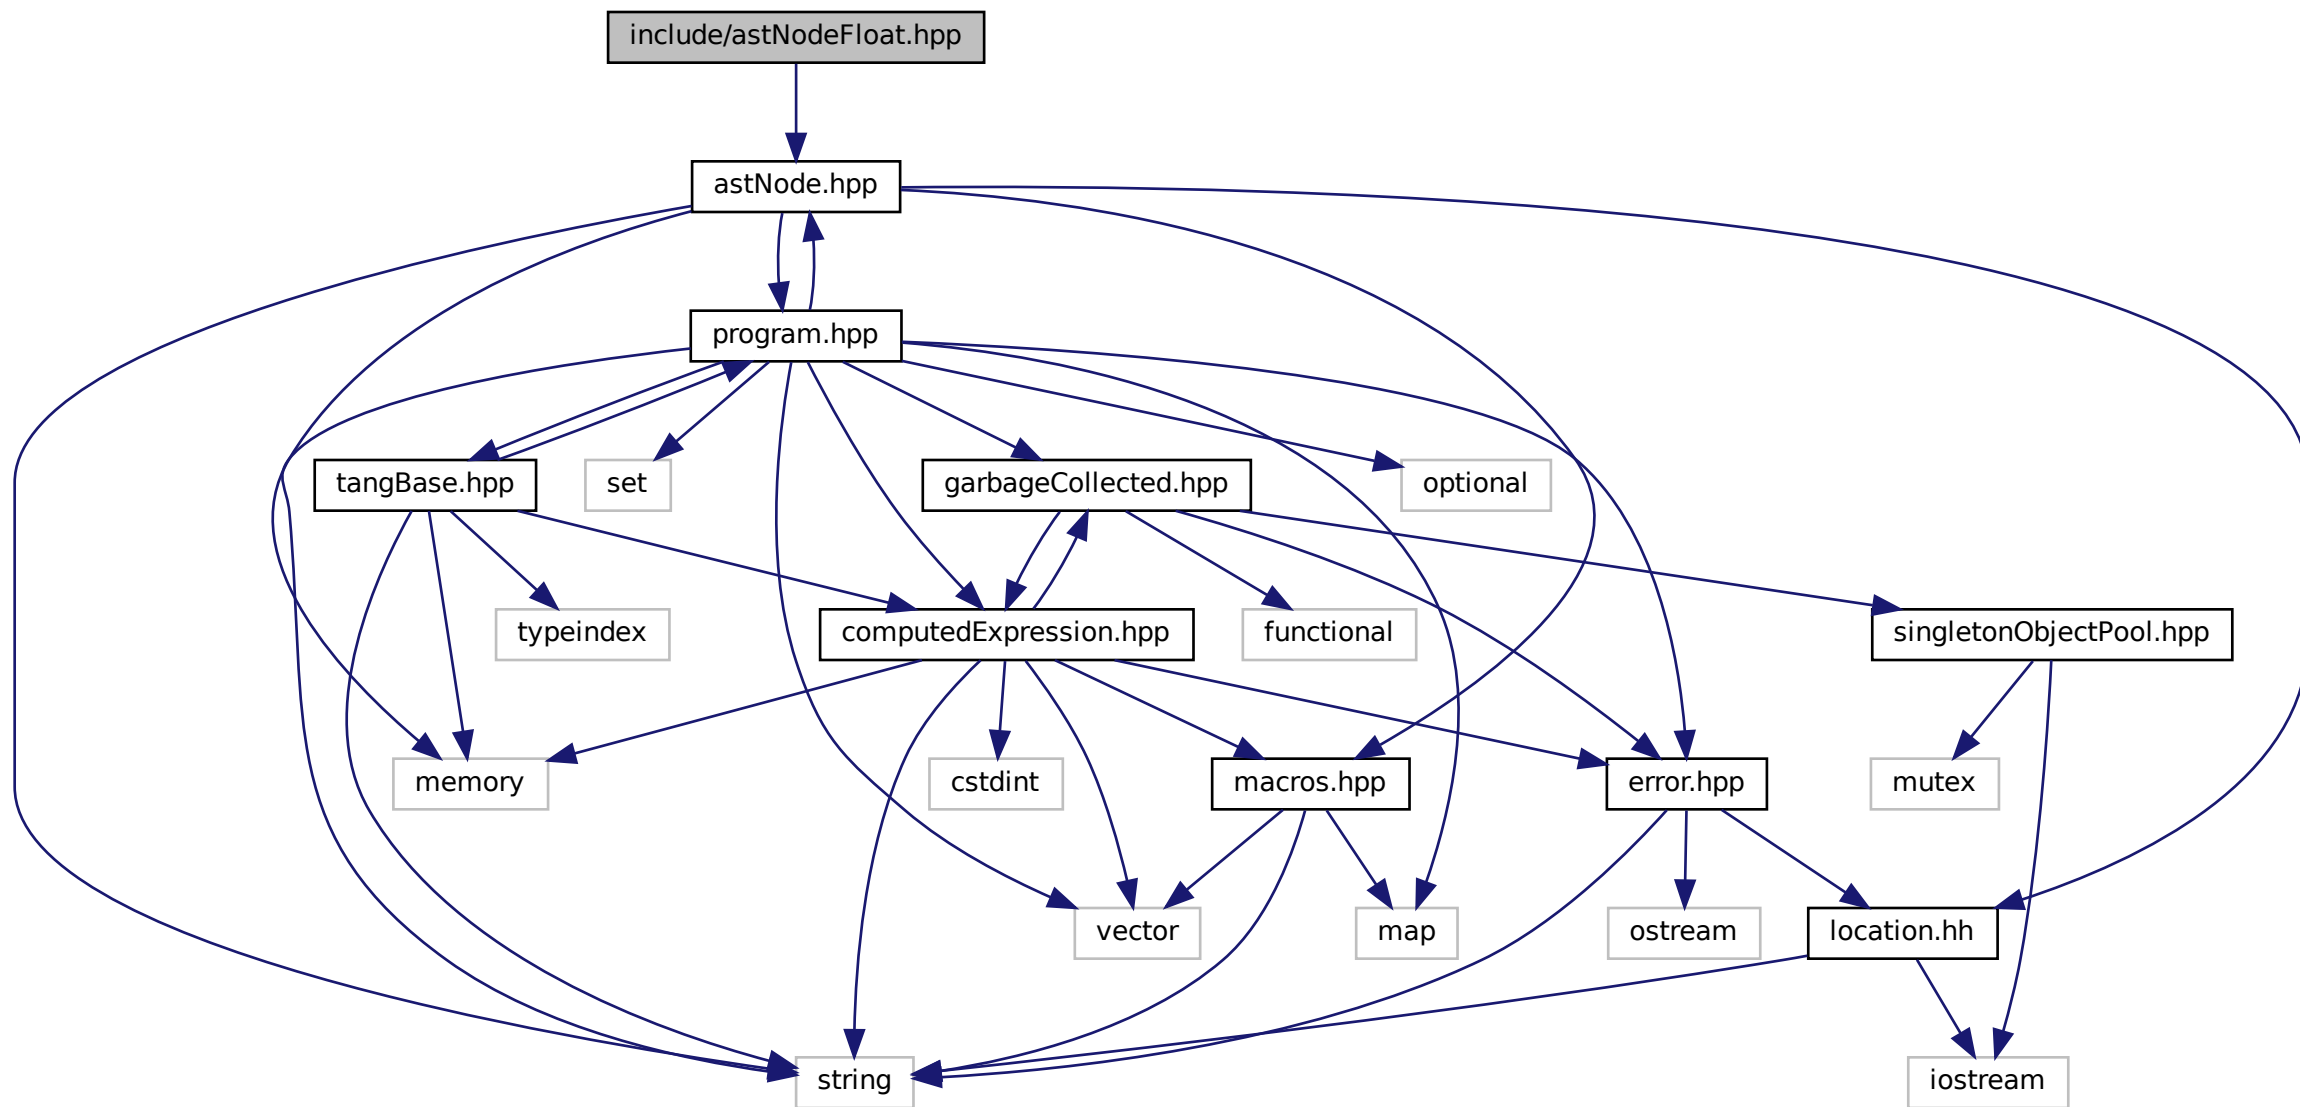 include/astNodeFloat.hpp
astNode.hpp
program.hpp
tangBase.hpp
set
garbageCollected.hpp
optional
typeindex
computedExpression.hpp
functional
singletonObjectPool.hpp
memory
cstdint
macros.hpp
error.hpp
mutex
vector
map
ostream
location.hh
string
iostream